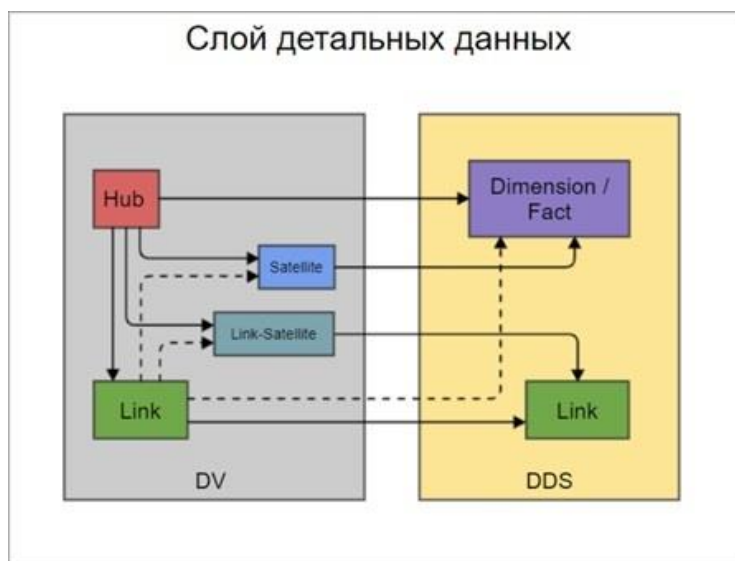 Слой детальных данных
Hub
Satellite
Link-Satellite
Link
DV
Dimension /
Fact
Link
DDS